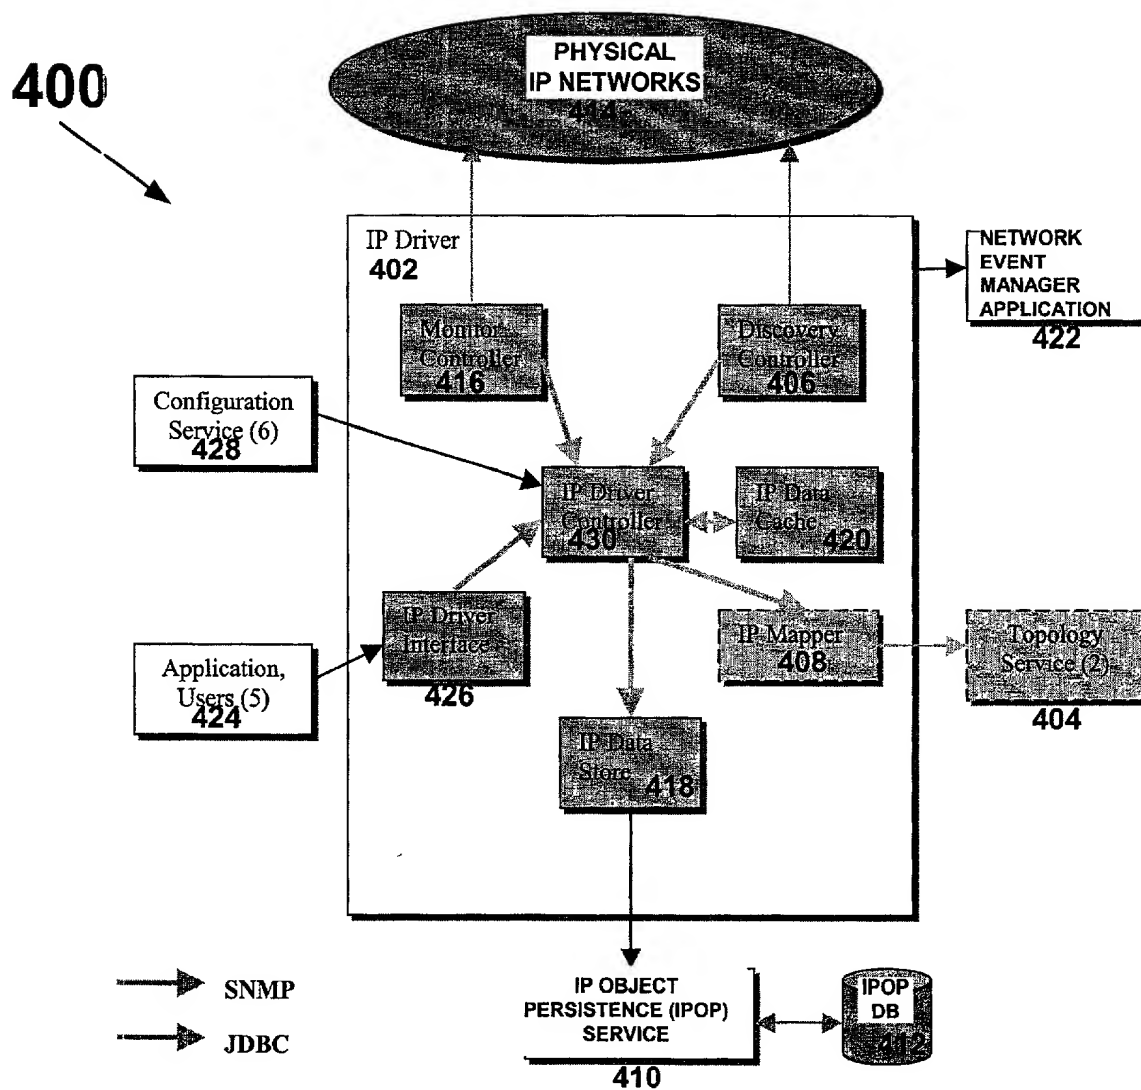 400
PHYSICAL
IP NETWORKS
414
IP Driver
402
NETWORK
EVENT
MANAGER
APPLICATION
422
Monitor
Controller
416
Discovery
Controller
406
Configuration
Service (6)
428
IP Driver
Controller
430
IP Data
Cache
420
IP Driver
Interface
426
IP Mapper
408
Topology
Service (2)
404
Application,
Users (5)
424
IP Data
Store
418
SNMP
JDBC
IP OBJECT
PERSISTENCE (IPOP)
SERVICE
410
IPOP
DB
412